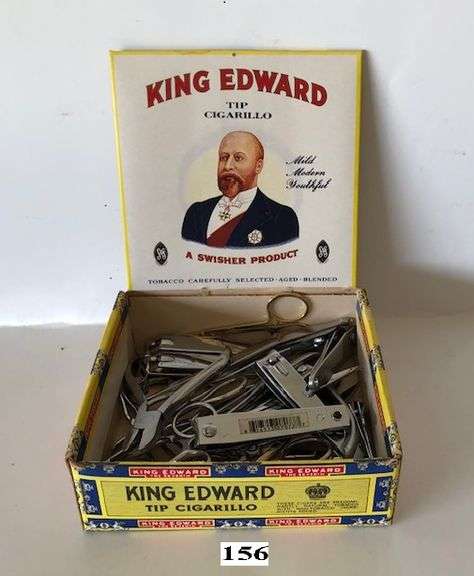 KING EDWARD
TIP
CIGARILLO
Mild
Modern
Youthful
A SWISHER PRODUCT
TOBACCO CAREFULLY SELECTED · AGED · BLENDED
KING EDWARD
KING EDWARD
KING EDWARD
TIP CIGARILLO
KING EDWARD
KING EDWARD
156